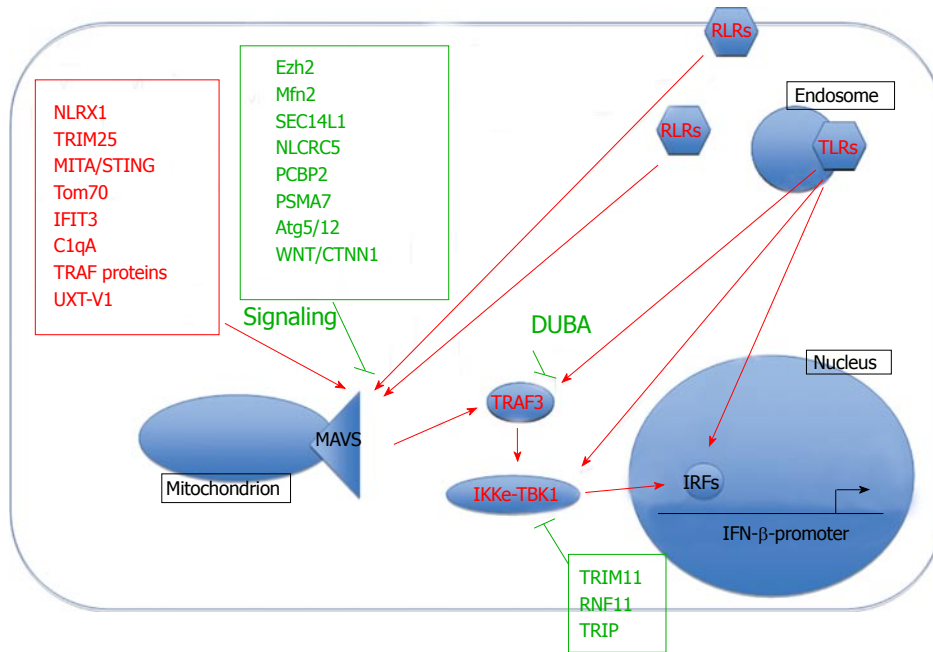 RLRs
Ezh2
Mfn2
SEC14L1
NLCRC5
PCBP2
PSMA7
Atg5/12
WNT/CTNN1
NLRX1
TRIM25
MITA/STING
Tom70
IFIT3
C1qA
TRAF proteins
UXT-V1
RLRs
Endosome
TLRs
Signaling
DUBA
Nucleus
TRAF3
MAVS
Mitochondrion
IKKe-TBK1
IRFs
IFN-β-promoter
TRIM11
RNF11
TRIP